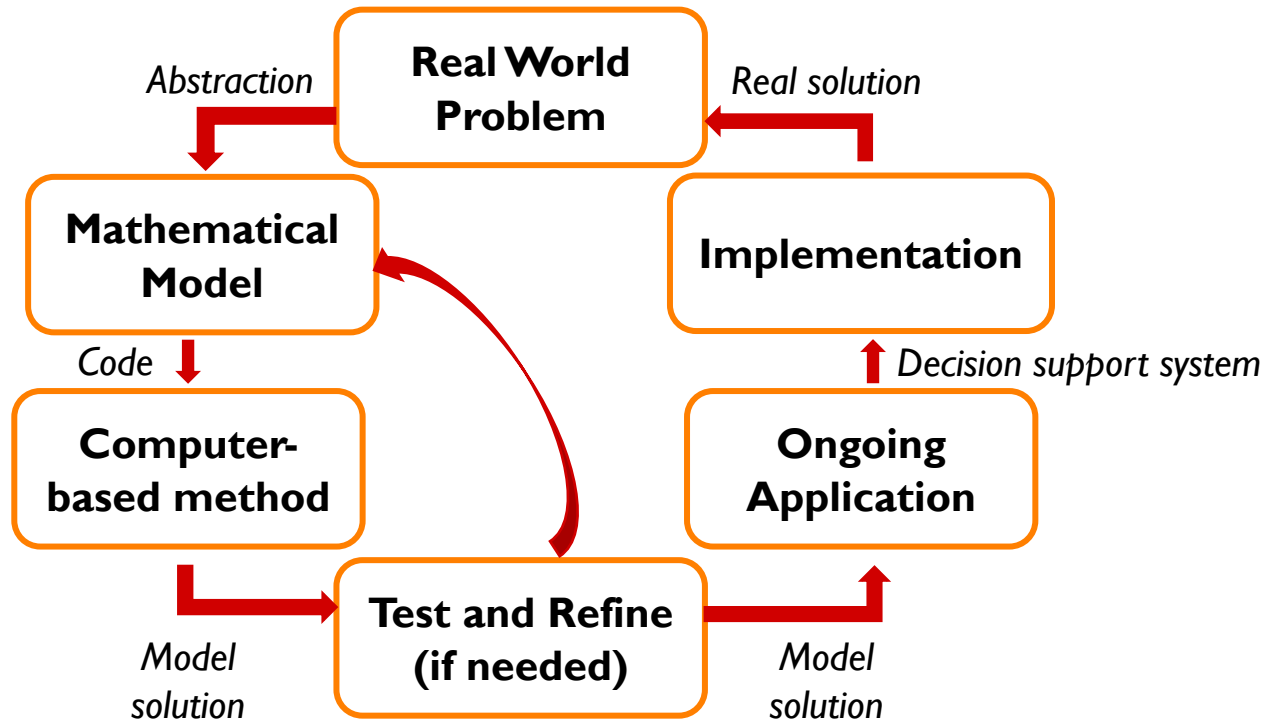 Real World
Problem
Abstraction
Real solution
Mathematical
Model
Implementation
Code
Decision support system
Computer-
based method
Ongoing
Application
Test and Refine
(if needed)
Model
solution
Model
solution